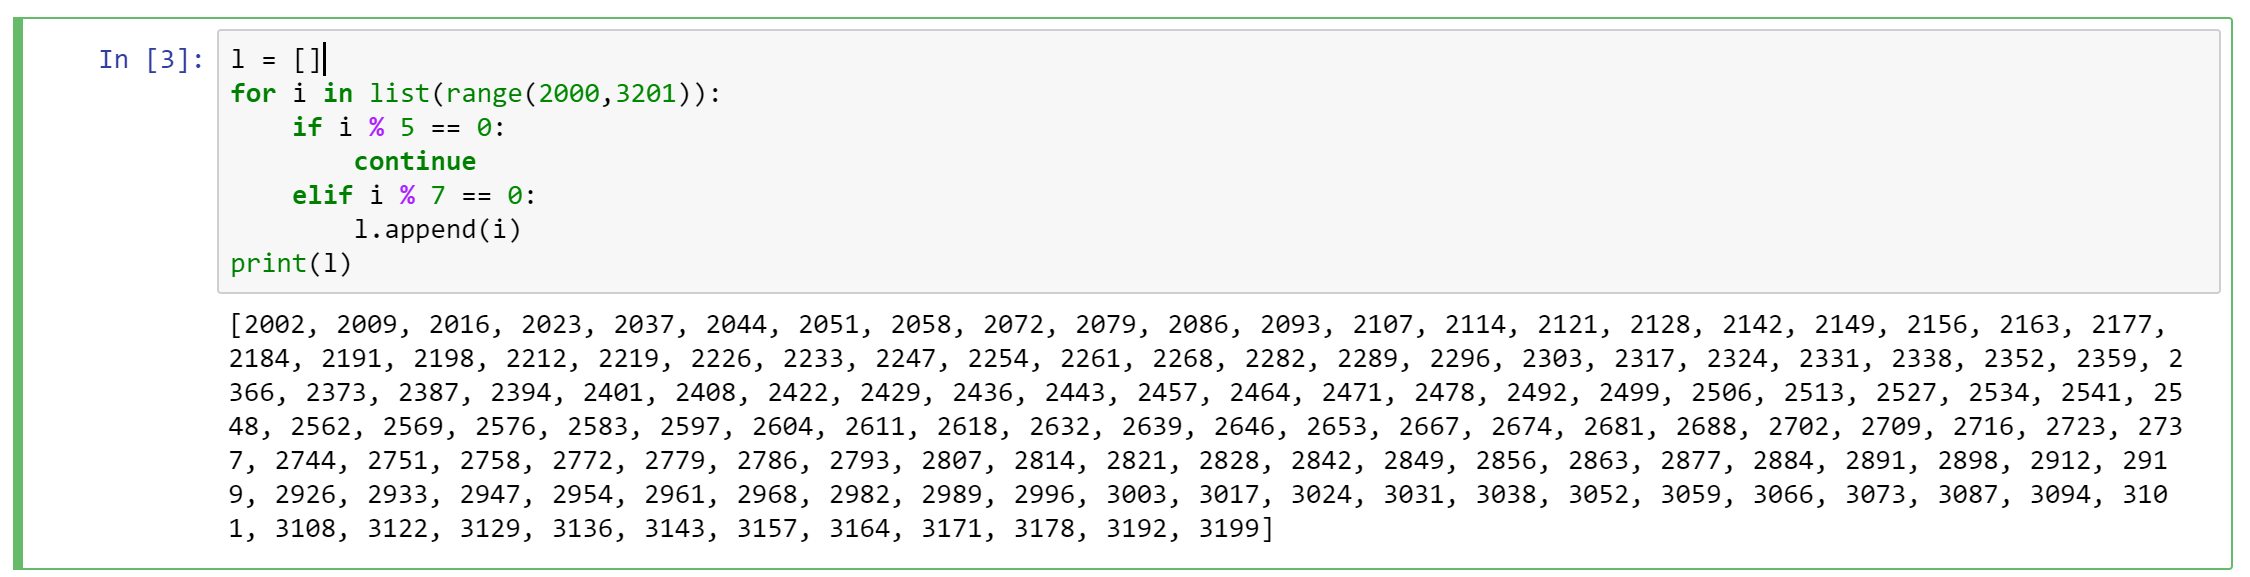 In [3]: l = []
for i in list(range(2000,3201)):
    if i % 5 == 0:
        continue
    elif i % 7 == 0:
        l.append(i)
print(l)
[2002, 2009, 2016, 2023, 2037, 2044, 2051, 2058, 2072, 2079, 2086, 2093, 2107, 2114, 2121, 2128, 2142, 2149, 2156, 2163, 2177,
2184, 2191, 2198, 2212, 2219, 2226, 2233, 2247, 2254, 2261, 2268, 2282, 2289, 2296, 2303, 2317, 2324, 2331, 2338, 2352, 2359, 2
366, 2373, 2387, 2394, 2401, 2408, 2422, 2429, 2436, 2443, 2457, 2464, 2471, 2478, 2492, 2499, 2506, 2513, 2527, 2534, 2541, 25
48, 2562, 2569, 2576, 2583, 2597, 2604, 2611, 2618, 2632, 2639, 2646, 2653, 2667, 2674, 2681, 2688, 2702, 2709, 2716, 2723, 273
7, 2744, 2751, 2758, 2772, 2779, 2786, 2793, 2807, 2814, 2821, 2828, 2842, 2849, 2856, 2863, 2877, 2884, 2891, 2898, 2912, 291
9, 2926, 2933, 2947, 2954, 2961, 2968, 2982, 2989, 2996, 3003, 3017, 3024, 3031, 3038, 3052, 3059, 3066, 3073, 3087, 3094, 310
1, 3108, 3122, 3129, 3136, 3143, 3157, 3164, 3171, 3178, 3192, 3199]